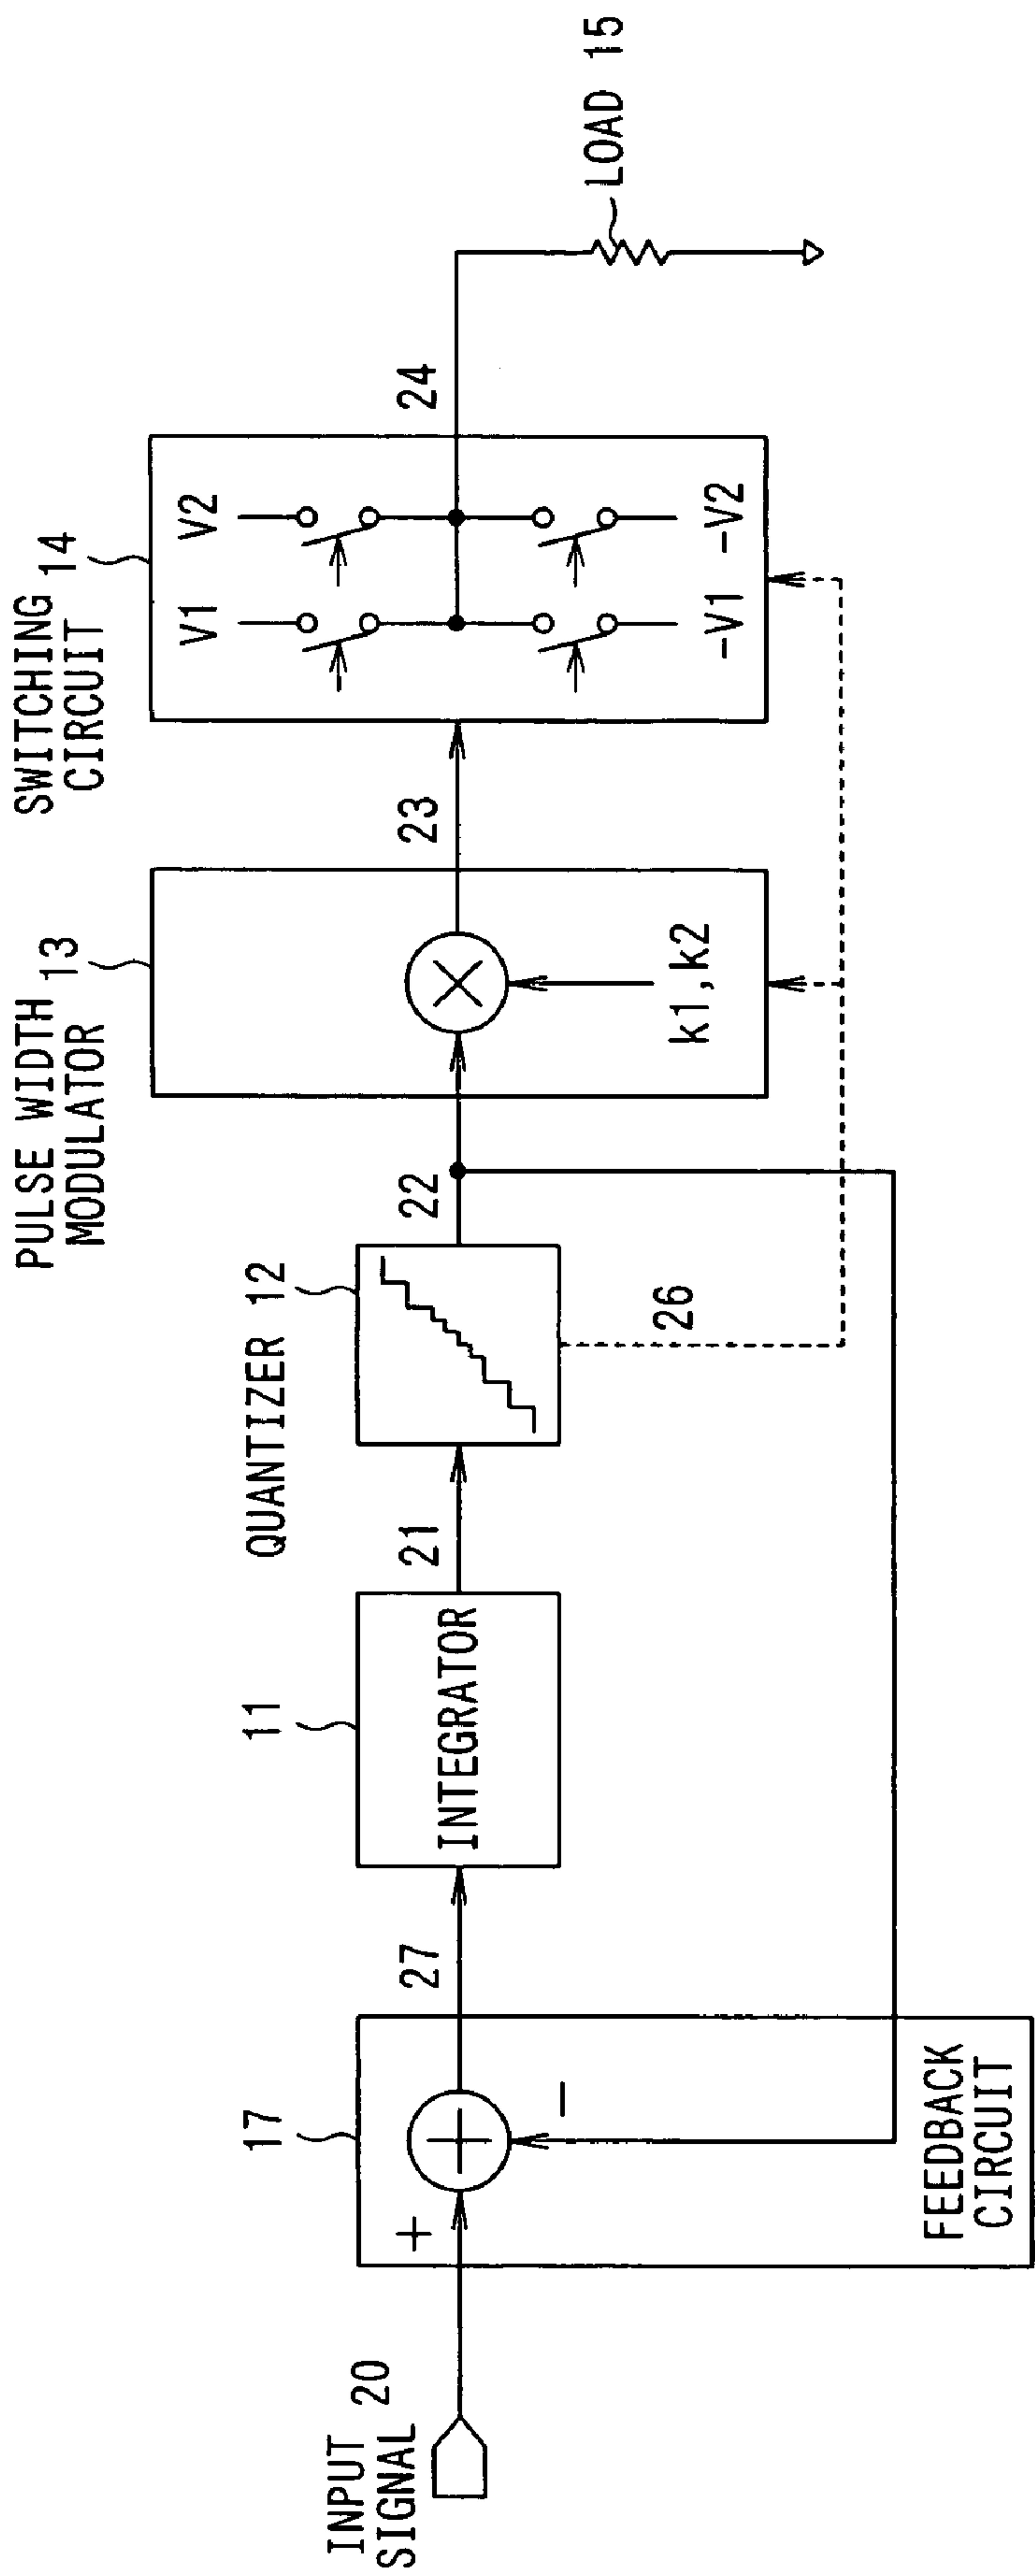 INPUT
SIGNAL 20
17
+
−
FEEDBACK
CIRCUIT
27
11
INTEGRATOR
21
QUANTIZER 12
22
26
PULSE WIDTH
MODULATOR 13
k1,k2
23
SWITCHING
CIRCUIT 14
V1
V2
-V1
-V2
24
LOAD 15